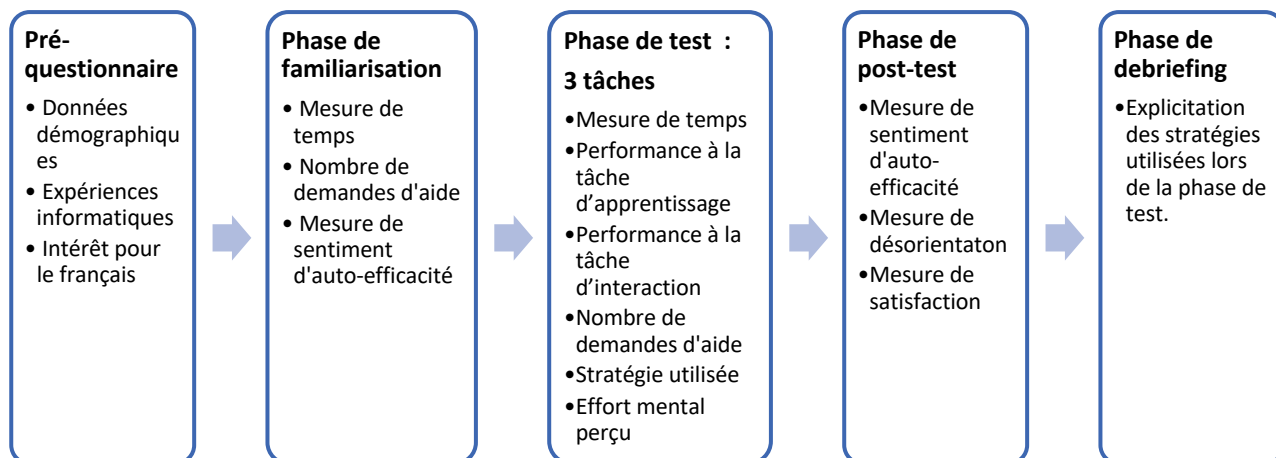 Pré-
questionnaire
• Données
démographiqu
es
• Expériences
informatiques
• Intérêt pour
le français
Phase de
familiarisation
• Mesure de
temps
• Nombre de
demandes d'aide
• Mesure de
sentiment
d'auto-efficacité
Phase de test :
3 tâches
•Mesure de temps
•Performance à la
tâche
d’apprentissage
•Performance à la
tâche
d’interaction
•Nombre de
demandes d'aide
•Stratégie utilisée
•Effort mental
perçu
Phase de
post-test
•Mesure de
sentiment
d'auto-
efficacité
•Mesure de
désorientaton
•Mesure de
satisfaction
Phase de
debriefing
•Explicitation
des stratégies
utilisées lors
de la phase de
test.